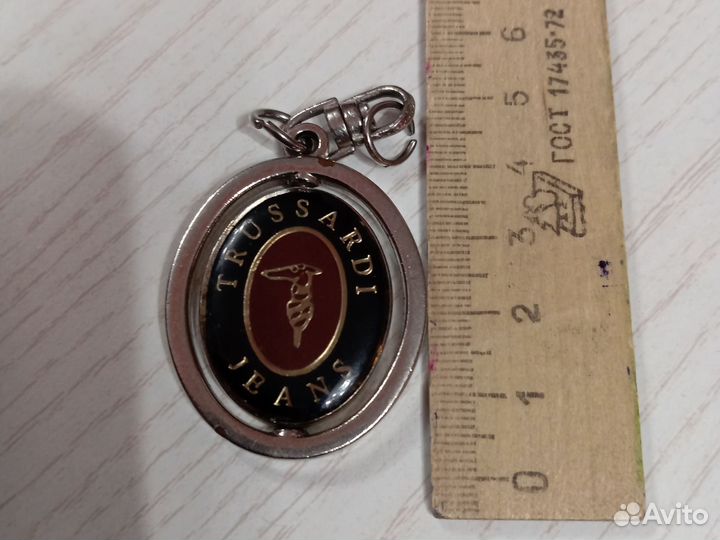 TRUSSARDI
JEANS
0 1 2 3 4 5 6
ГОСТ 17435-72
Avito